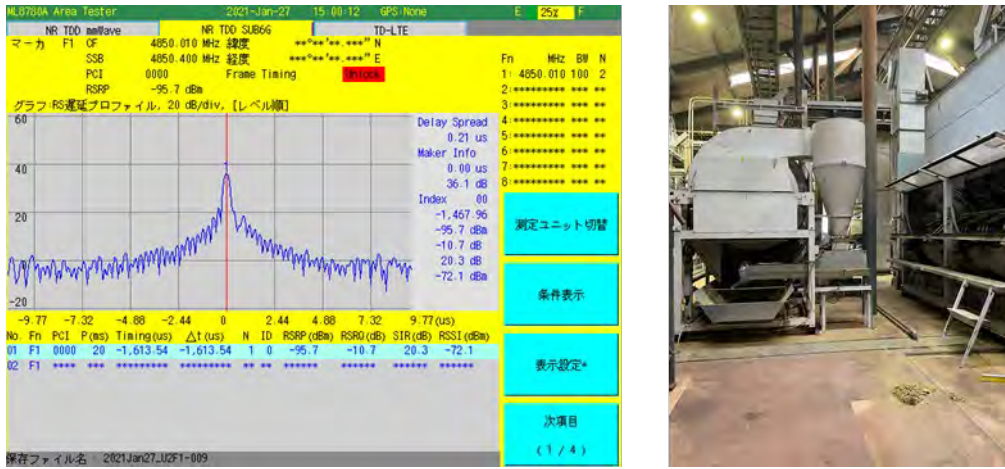 ML8780A Area Tester 2021-Jan-27 15:00:12 GPS:None E 25% F
NR TDD mmWave NR TDD SUB6G TD-LTE
マーカ F1 CF 4850.010 MHz 緯度 ***°**'**.***" N
SSB 4850.400 MHz 経度 ***°**'**.***" E
PCI 0000 Frame Timing Unlock
RSRP -95.7 dBm
グラフ:RS遅延プロファイル, 20 dB/div, [レベル順]
Fn MHz BW N
1: 4850.010 100 2
2:********* *** **
3:********* *** **
4:********* *** **
5:********* *** **
6:********* *** **
7:********* *** **
8:********* *** **
60
40
20
-20
Delay Spread
0.21 us
Maker Info
0.00 us
36.1 dB
Index 00
-1,467.96
-95.7 dBm
-10.7 dB
20.3 dB
-72.1 dBm
-9.77 -7.32 -4.88 -2.44 0 2.44 4.88 7.32 9.77(us)
No. Fn PCI P(ms) Timing(us) △t(us) N ID RSRP(dBm) RSRQ(dB) SIR(dB) RSSI(dBm)
01 F1 0000 20 -1,613.54 -1,613.54 1 0 -95.7 -10.7 20.3 -72.1
02 F1 **** *** ********* ********* ** ** ****** ****** ****** ******
測定ユニット切替
条件表示
表示設定*
次項目
(1/4)
保存ファイル名 : 2021Jan27_U2F1-009